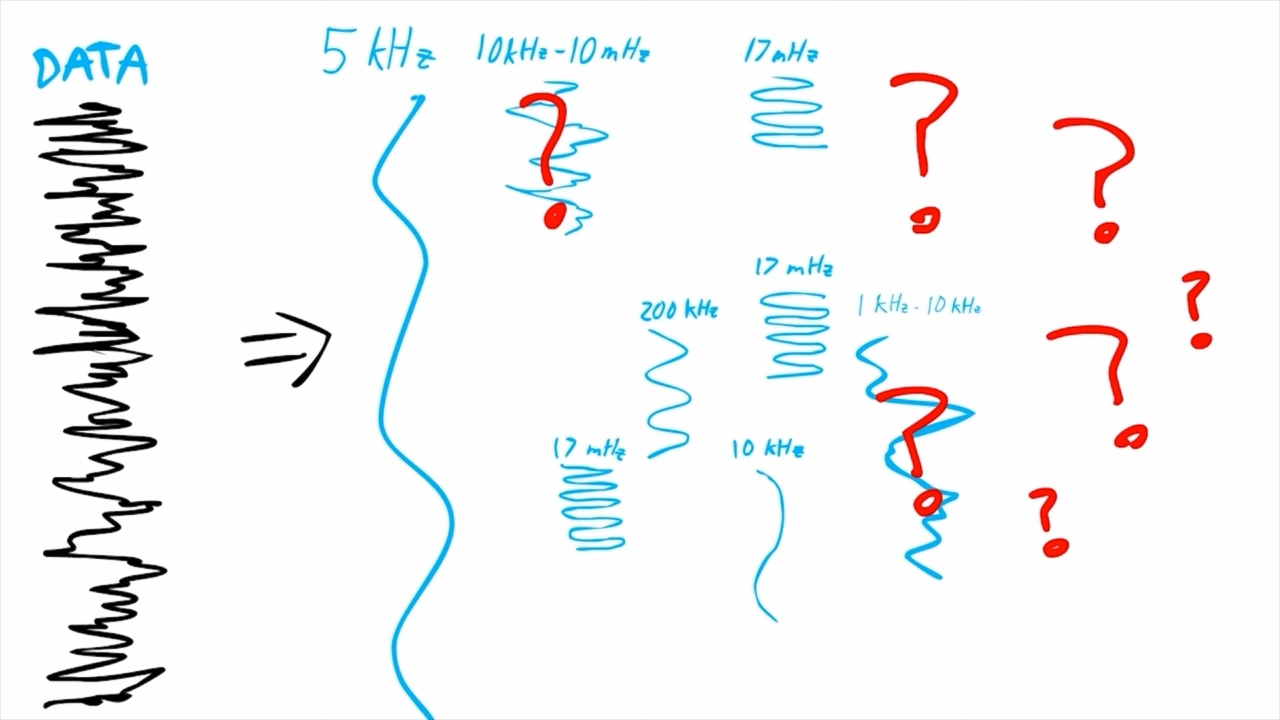 DATA
5 kHz
10kHz-10mHz
17mHz
?
?
?
17 mHz
?
200 kHz
1 kHz-10 kHz
?
?
17 mHz
10 kHz
?
?